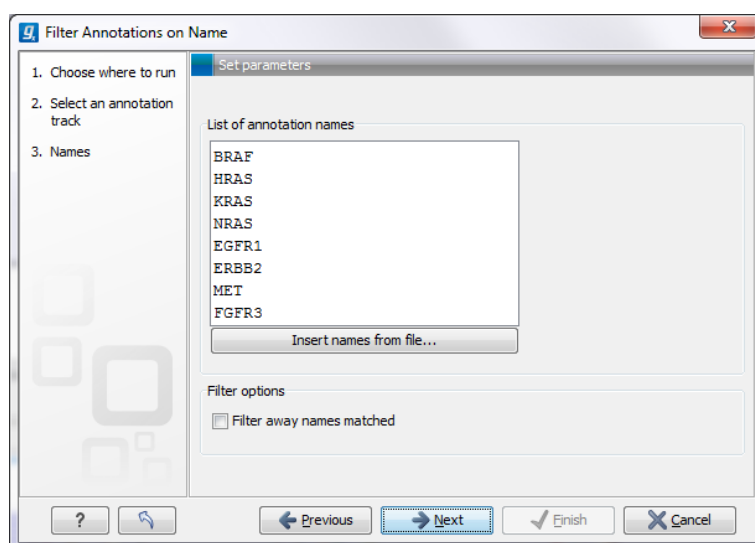 Filter Annotations on Name
1. Choose where to run
2. Select an annotation
track
3. Names
Set parameters
List of annotation names
BRAF
HRAS
KRAS
NRAS
EGFR1
ERBB2
MET
FGFR3
Insert names from file...
Filter options
Filter away names matched
? Previous Next Finish Cancel